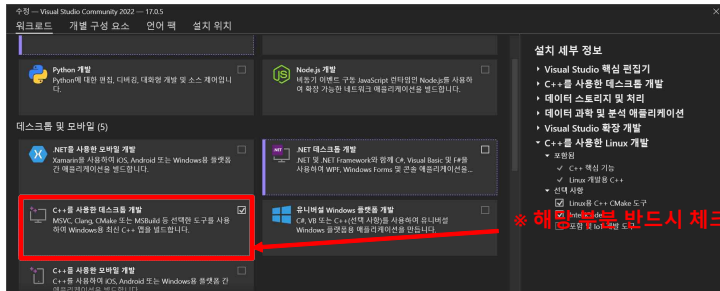 수정 — Visual Studio Community 2022 — 17.0.5
워크로드 개별 구성 요소 언어 팩 설치 위치
Python 개발
Python에 대한 편집, 디버깅, 대화형 개발 및 소스 제어입니
다.
Node.js 개발
비동기 이벤트 구동 JavaScript 런타임인 Node.js를 사용하
여 확장 가능한 네트워크 애플리케이션을 빌드합니다.
데스크톱 및 모바일 (5)
.NET을 사용한 모바일 개발
Xamarin을 사용하여 iOS, Android 또는 Windows용 플랫폼
간 애플리케이션을 빌드합니다.
.NET 데스크톱 개발
.NET 및 .NET Framework와 함께 C#, Visual Basic 및 F#을
사용하여 WPF, Windows Forms 및 콘솔 애플리케이션을...
C++를 사용한 데스크톱 개발
MSVC, Clang, CMake 또는 MSBuild 등 선택한 도구를 사용
하여 Windows용 최신 C++ 앱을 빌드합니다.
유니버설 Windows 플랫폼 개발
C#, VB 또는 C++(선택 사항)를 사용하여 유니버설
Windows 플랫폼용 애플리케이션을 만듭니다.
C++를 사용한 모바일 개발
C++를 사용하여 iOS, Android 또는 Windows용 플랫폼 간
애플리케이션을 빌드합니다.
설치 세부 정보
Visual Studio 핵심 편집기
C++를 사용한 데스크톱 개발
데이터 스토리지 및 처리
데이터 과학 및 분석 애플리케이션
Visual Studio 확장 개발
C++를 사용한 Linux 개발
포함됨
C++ 핵심 기능
Linux 개발용 C++
선택 사항
Linux용 C++ CMake 도구
IntelliCode
포함 및 IoT 개발 도구
※ 해당 부분 반드시 체크